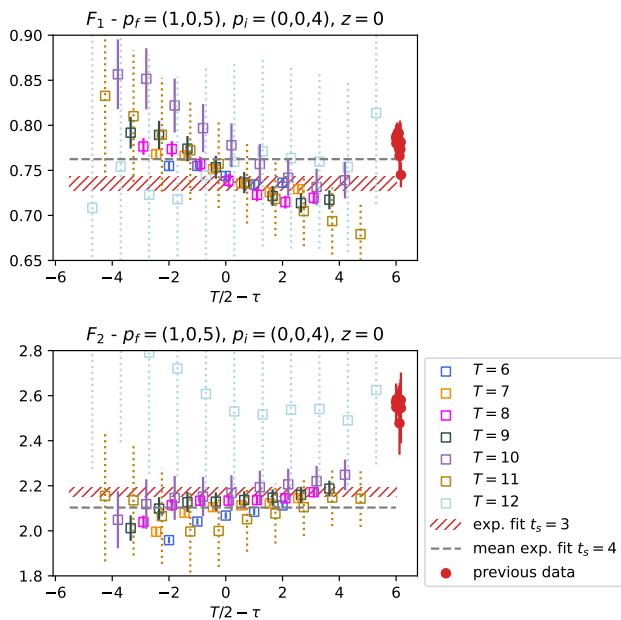 F₁ - p_f = (1,0,5), p_i = (0,0,4), z = 0
0.90
0.85
0.80
0.75
0.70
0.65
−6 −4 −2 0 2 4 6
T/2 − τ
F₂ - p_f = (1,0,5), p_i = (0,0,4), z = 0
2.8
2.6
2.4
2.2
2.0
1.8
−6 −4 −2 0 2 4 6
T/2 − τ
T = 6
T = 7
T = 8
T = 9
T = 10
T = 11
T = 12
exp. fit t_s = 3
mean exp. fit t_s = 4
previous data